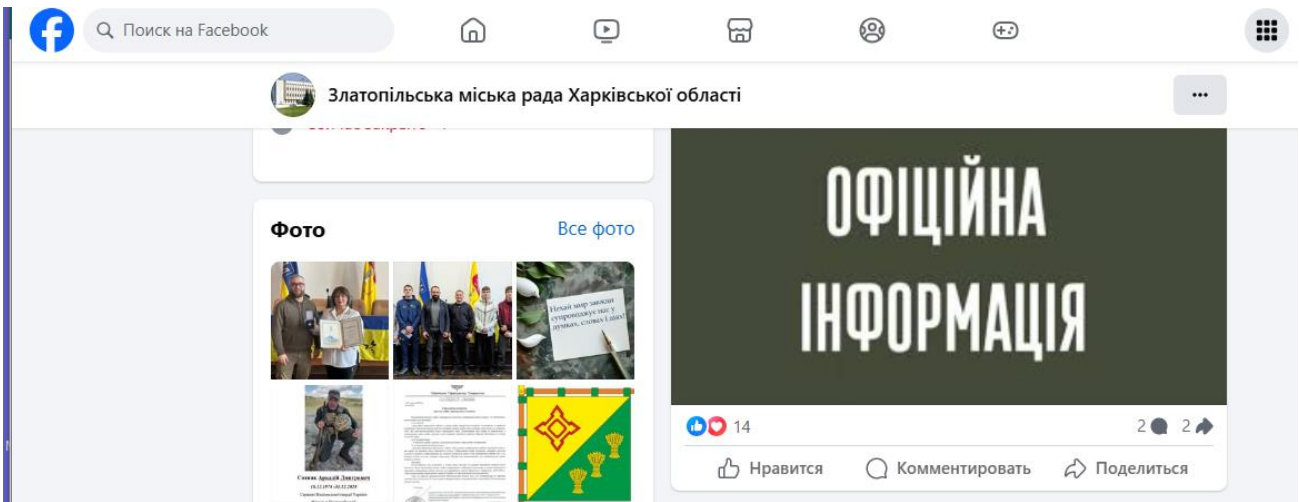 Поиск на Facebook
Златопільська міська рада Харківської області
Фото
Все фото
Нехай мир завжди
супроводжує нас у
думках, словах і діях!
ОФІЦІЙНА
ІНФОРМАЦІЯ
14
2
2
Нравится
Комментировать
Поделиться